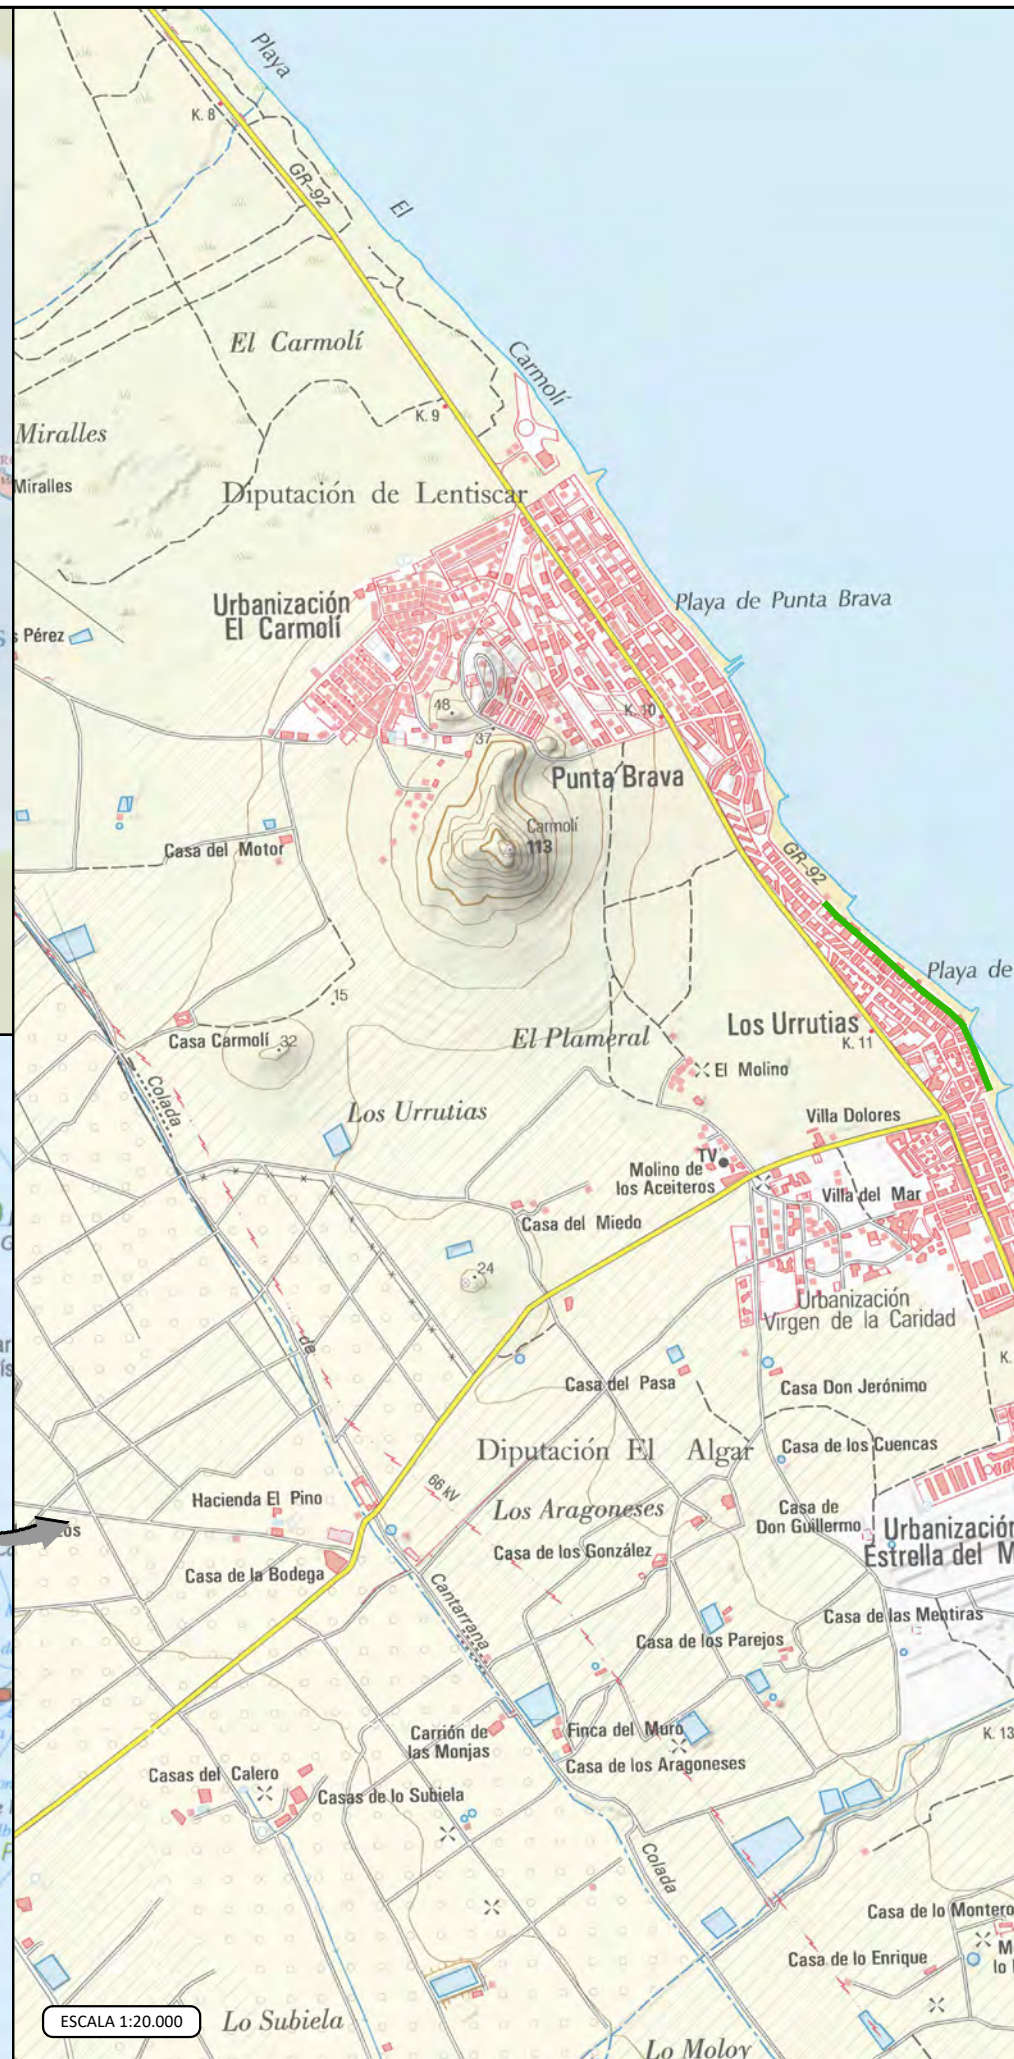 Playa
K. 8
GR-92
El
El Carmolí
Carmolí
K. 9
Miralles
Miralles
Diputación de Lentiscar
Urbanización
El Carmolí
Playa de Punta Brava
s Pérez
48
37
K. 10
Punta Brava
Carmolí
113
Casa del Motor
GR-92
Playa de
15
Casa Carmolí
32
El Plameral
Los Urrutias
K. 11
El Molino
Colada
Los Urrutias
Villa Dolores
TV
Molino de
los Aceiteros
Villa del Mar
Casa del Miedo
24
Urbanización
Virgen de la Caridad
de
K.
Casa del Pasa
Casa Don Jerónimo
Diputación El Algar
Casa de los Cuencas
66 kV
Hacienda El Pino
Los Aragoneses
Casa de
Don Guillermo
Urbanización
Estrella del M
Casa de los González
Casa de la Bodega
Cantarrana
Casa de las Mentiras
Casa de los Parejos
Carrión de
las Monjas
Finca del Muro
K. 13
Casa de los Aragoneses
Casas del Calero
Casas de lo Subiela
Colada
Casa de lo Montero
Casa de lo Enrique
ESCALA 1:20.000
Lo Subiela
Lo Moloy